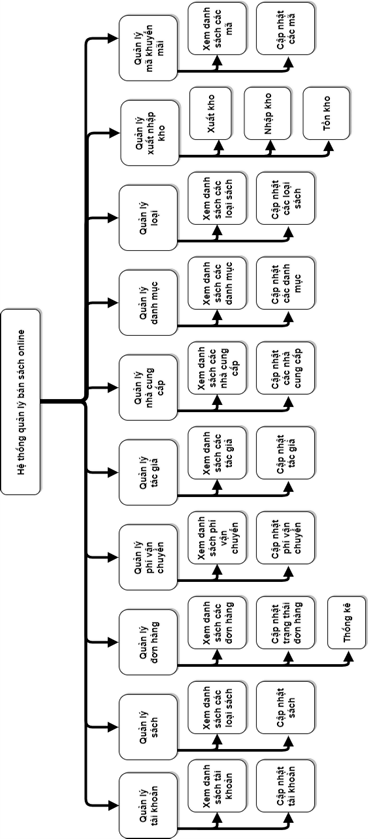 Hệ thống quản lý bán sách online
Quản lý
tài khoản
Xem danh
sách tài
khoản
Cập nhật
tài khoản
Quản lý
sách
Xem danh
sách các
loại sách
Cập nhật
sách
Quản lý
đơn hàng
Xem danh
sách các
đơn hàng
Cập nhật
trạng thái
đơn hàng
Thống kê
Quản lý
phí vận
chuyển
Xem danh
sách phí
vận
chuyển
Cập nhật
phí vận
chuyển
Quản lý
tác giả
Xem danh
sách các
tác giả
Cập nhật
tác giả
Quản lý
nhà cung
cấp
Xem danh
sách các
nhà cung
cấp
Cập nhật
các nhà
cung cấp
Quản lý
danh mục
Xem danh
sách các
danh mục
Cập nhật
các danh
mục
Quản lý
loại
Xem danh
sách các
loại sách
Cập nhật
các loại
sách
Quản lý
xuất nhập
kho
Xuất kho
Nhập kho
Tồn kho
Quản lý
mã khuyến
mãi
Xem danh
sách các
mã
Cập nhật
các mã